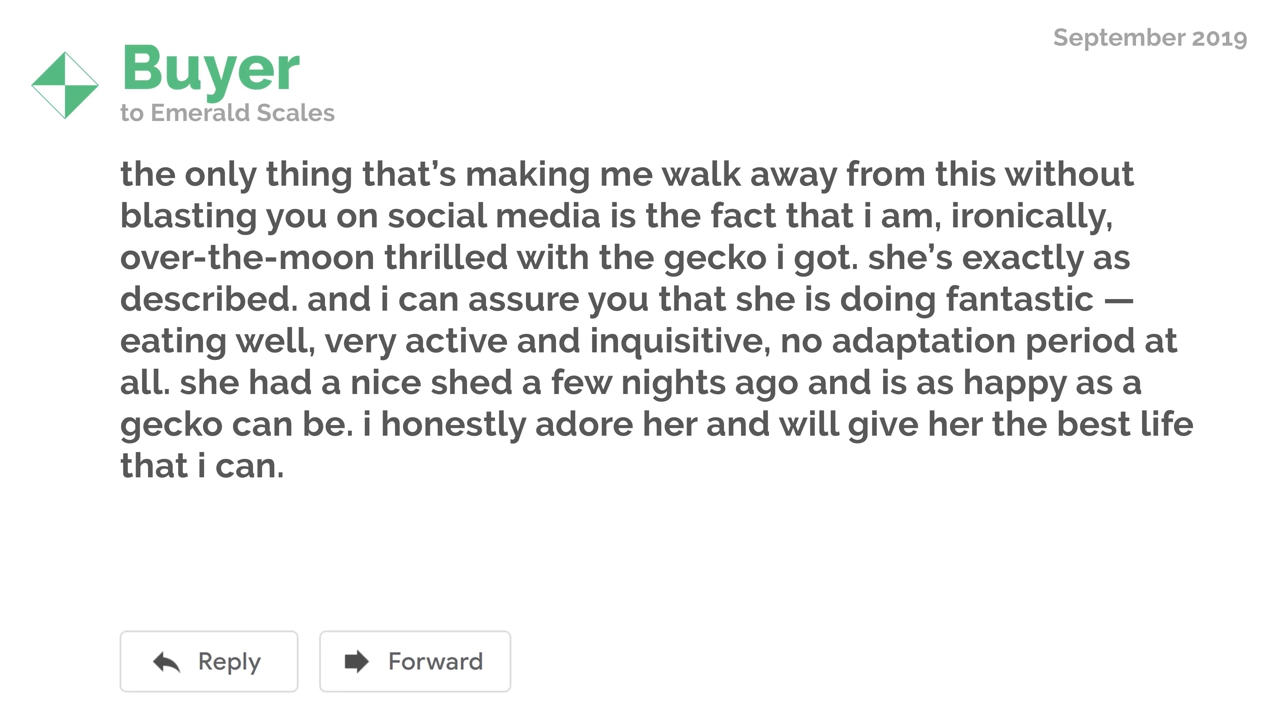 September 2019
Buyer
to Emerald Scales
the only thing that’s making me walk away from this without
blasting you on social media is the fact that i am, ironically,
over-the-moon thrilled with the gecko i got. she’s exactly as
described. and i can assure you that she is doing fantastic —
eating well, very active and inquisitive, no adaptation period at
all. she had a nice shed a few nights ago and is as happy as a
gecko can be. i honestly adore her and will give her the best life
that i can.
Reply
Forward